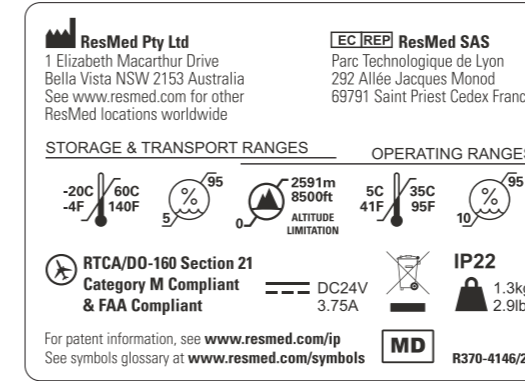 ResMed Pty Ltd
1 Elizabeth Macarthur Drive
Bella Vista NSW 2153 Australia
See www.resmed.com for other
ResMed locations worldwide
EC REP ResMed SAS
Parc Technologique de Lyon
292 Allée Jacques Monod
69791 Saint Priest Cedex Franc
STORAGE & TRANSPORT RANGES
-20C 60C
-4F 140F
5 % 95
0 2591m
8500ft
ALTITUDE
LIMITATION
OPERATING RANGES
5C 35C
41F 95F
10 % 95
RTCA/DO-160 Section 21
Category M Compliant
& FAA Compliant
DC24V
3.75A
IP22
1.3kg
2.9lb
For patent information, see www.resmed.com/ip
See symbols glossary at www.resmed.com/symbols
MD
R370-4146/2